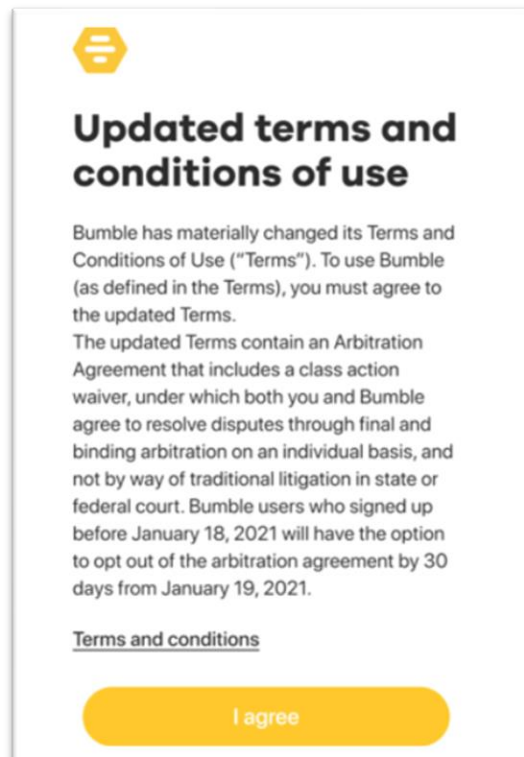 Updated terms and
conditions of use
Bumble has materially changed its Terms and
Conditions of Use (“Terms”). To use Bumble
(as defined in the Terms), you must agree to
the updated Terms.
The updated Terms contain an Arbitration
Agreement that includes a class action
waiver, under which both you and Bumble
agree to resolve disputes through final and
binding arbitration on an individual basis, and
not by way of traditional litigation in state or
federal court. Bumble users who signed up
before January 18, 2021 will have the option
to opt out of the arbitration agreement by 30
days from January 19, 2021.
Terms and conditions
I agree